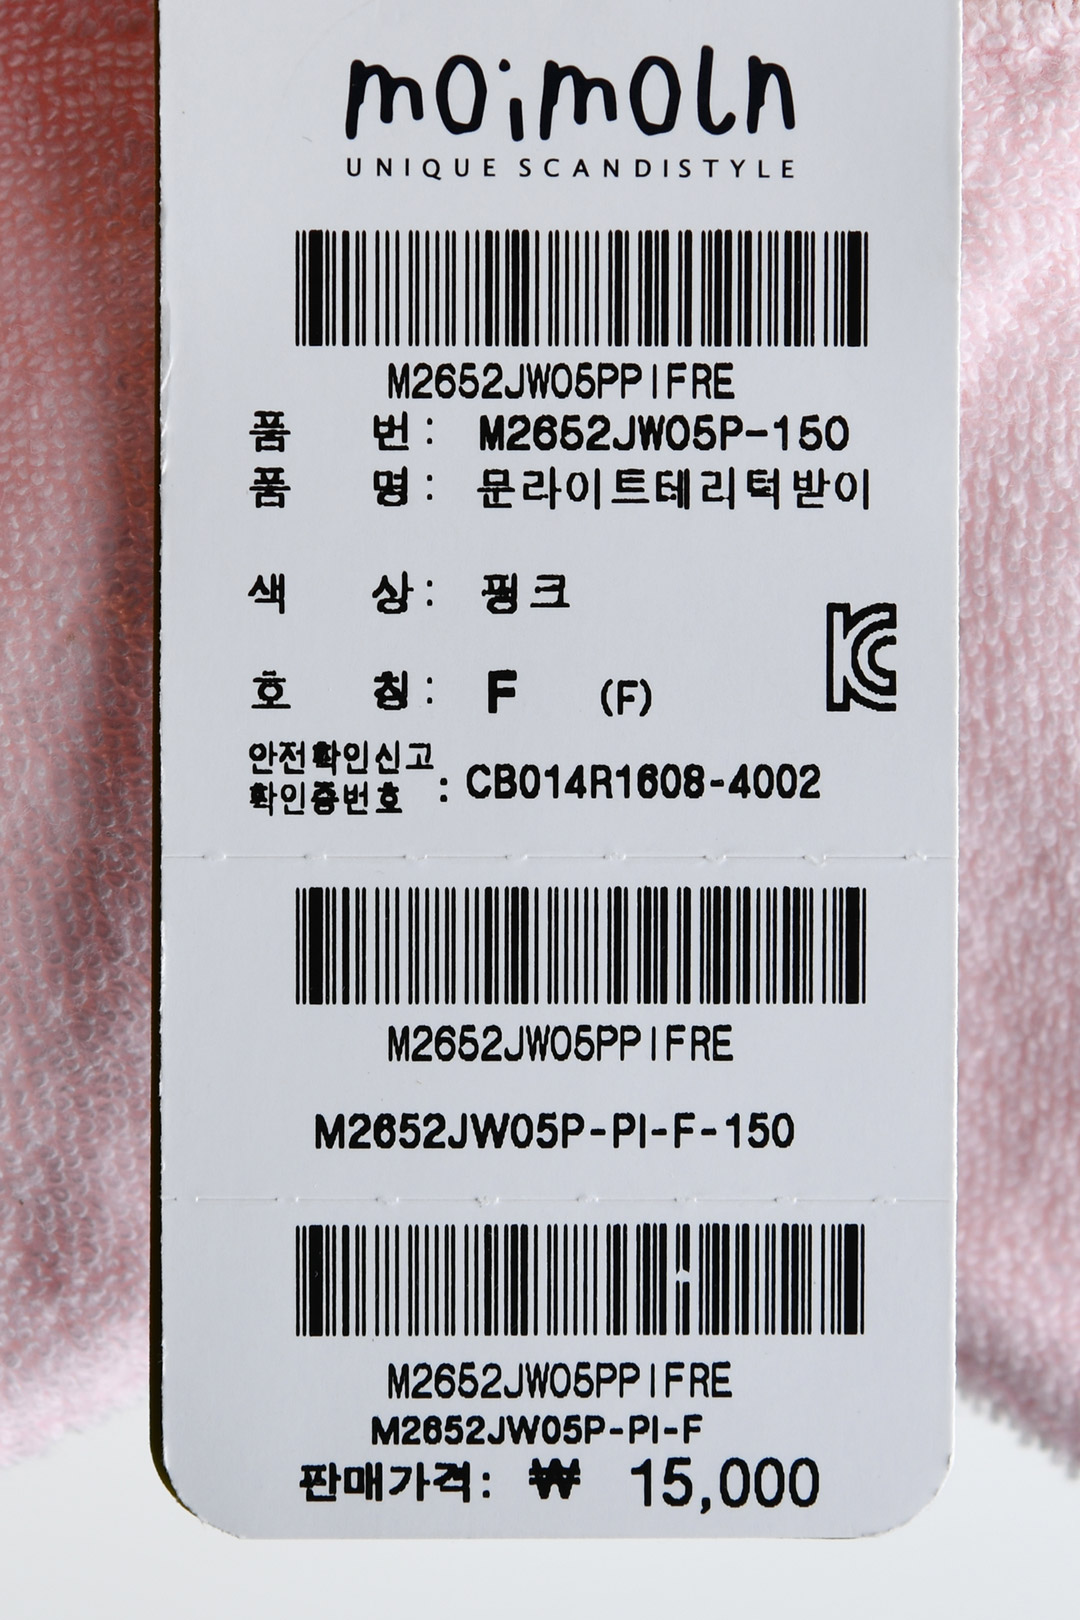 moimoln
UNIQUE SCANDISTYLE
M2652JW05PPIFRE
품 번: M2652JW05P-150
품 명: 문라이트테리턱받이
색 상: 핑크
호 칭: F (F)
안전확인신고
확인증번호 : CB014R1608-4002
M2652JW05PPIFRE
M2652JW05P-PI-F-150
M2652JW05PPIFRE
M2652JW05P-PI-F
판매가격: ₩ 15,000